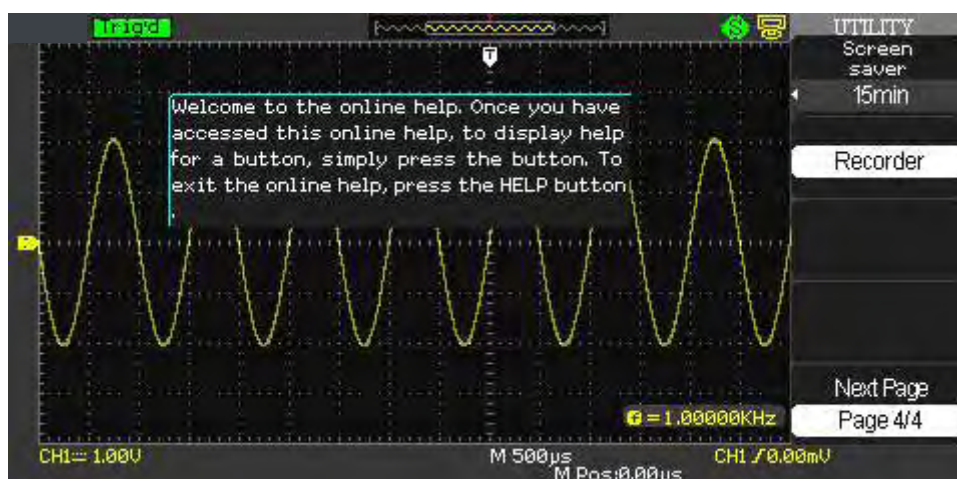 Trig'd
S
UTILITY
T
Screen
saver
15min
Welcome to the online help. Once you have
accessed this online help, to display help
for a button, simply press the button. To
exit the online help, press the HELP button
.
Recorder
Next Page
f =1.00000KHz
Page 4/4
CH1 1.00V
M 500µs
CH1 / 0.00mV
M Pos:0.00µs